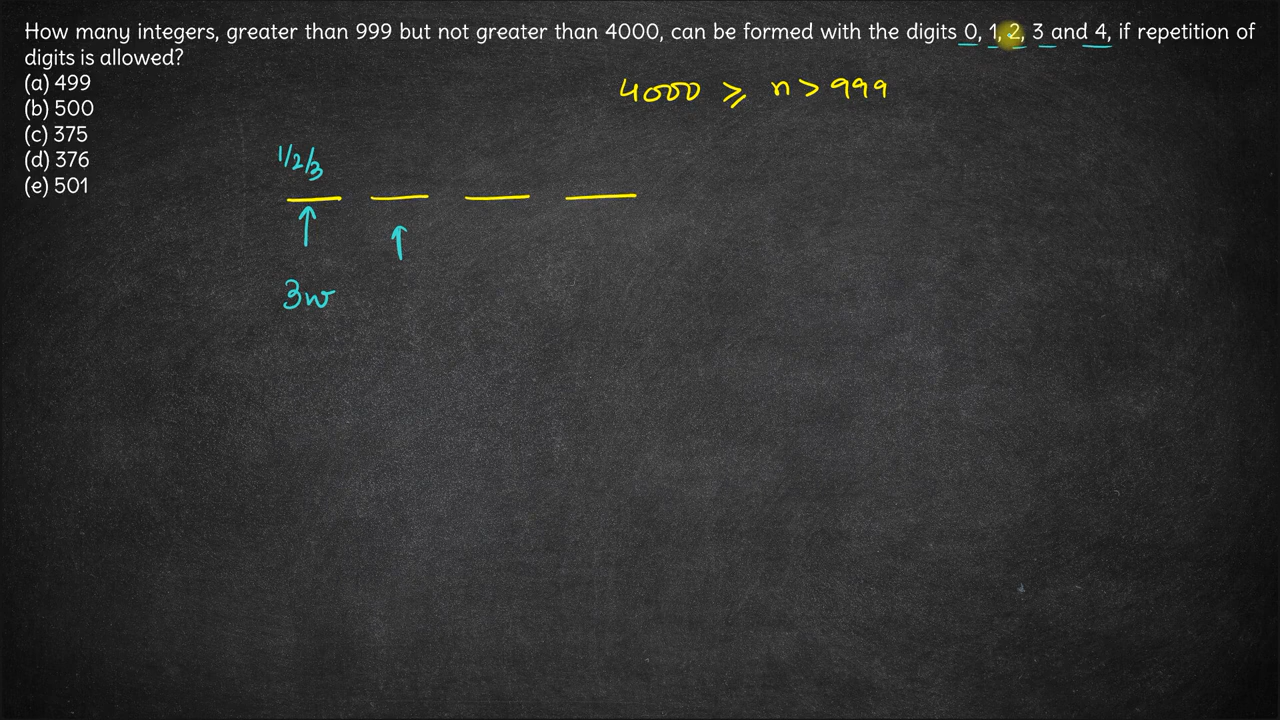 How many integers, greater than 999 but not greater than 4000, can be formed with the digits 0, 1, 2, 3 and 4, if repetition of
digits is allowed?
(a) 499
(b) 500
(c) 375
(d) 376
(e) 501
4000 ⩾ n > 999
1/2/3
3w